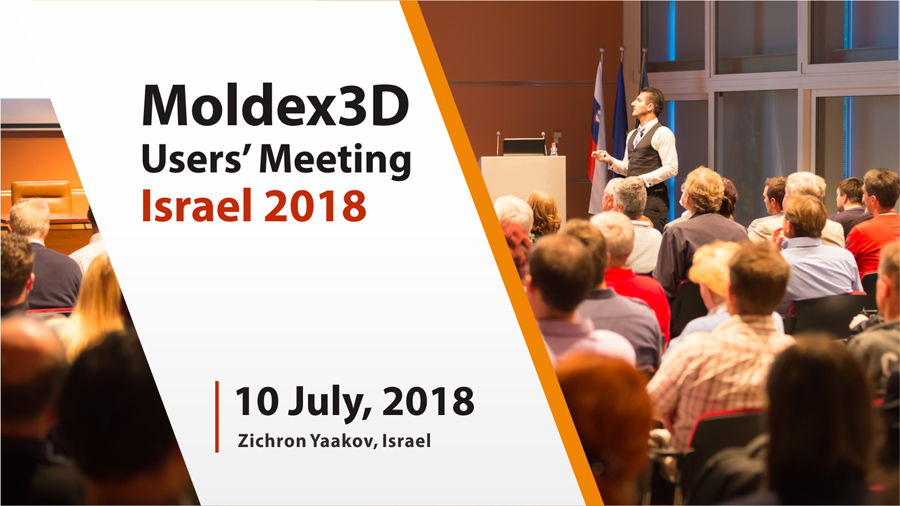 Moldex3D
Users’ Meeting
Israel 2018
10 July, 2018
Zichron Yaakov, Israel